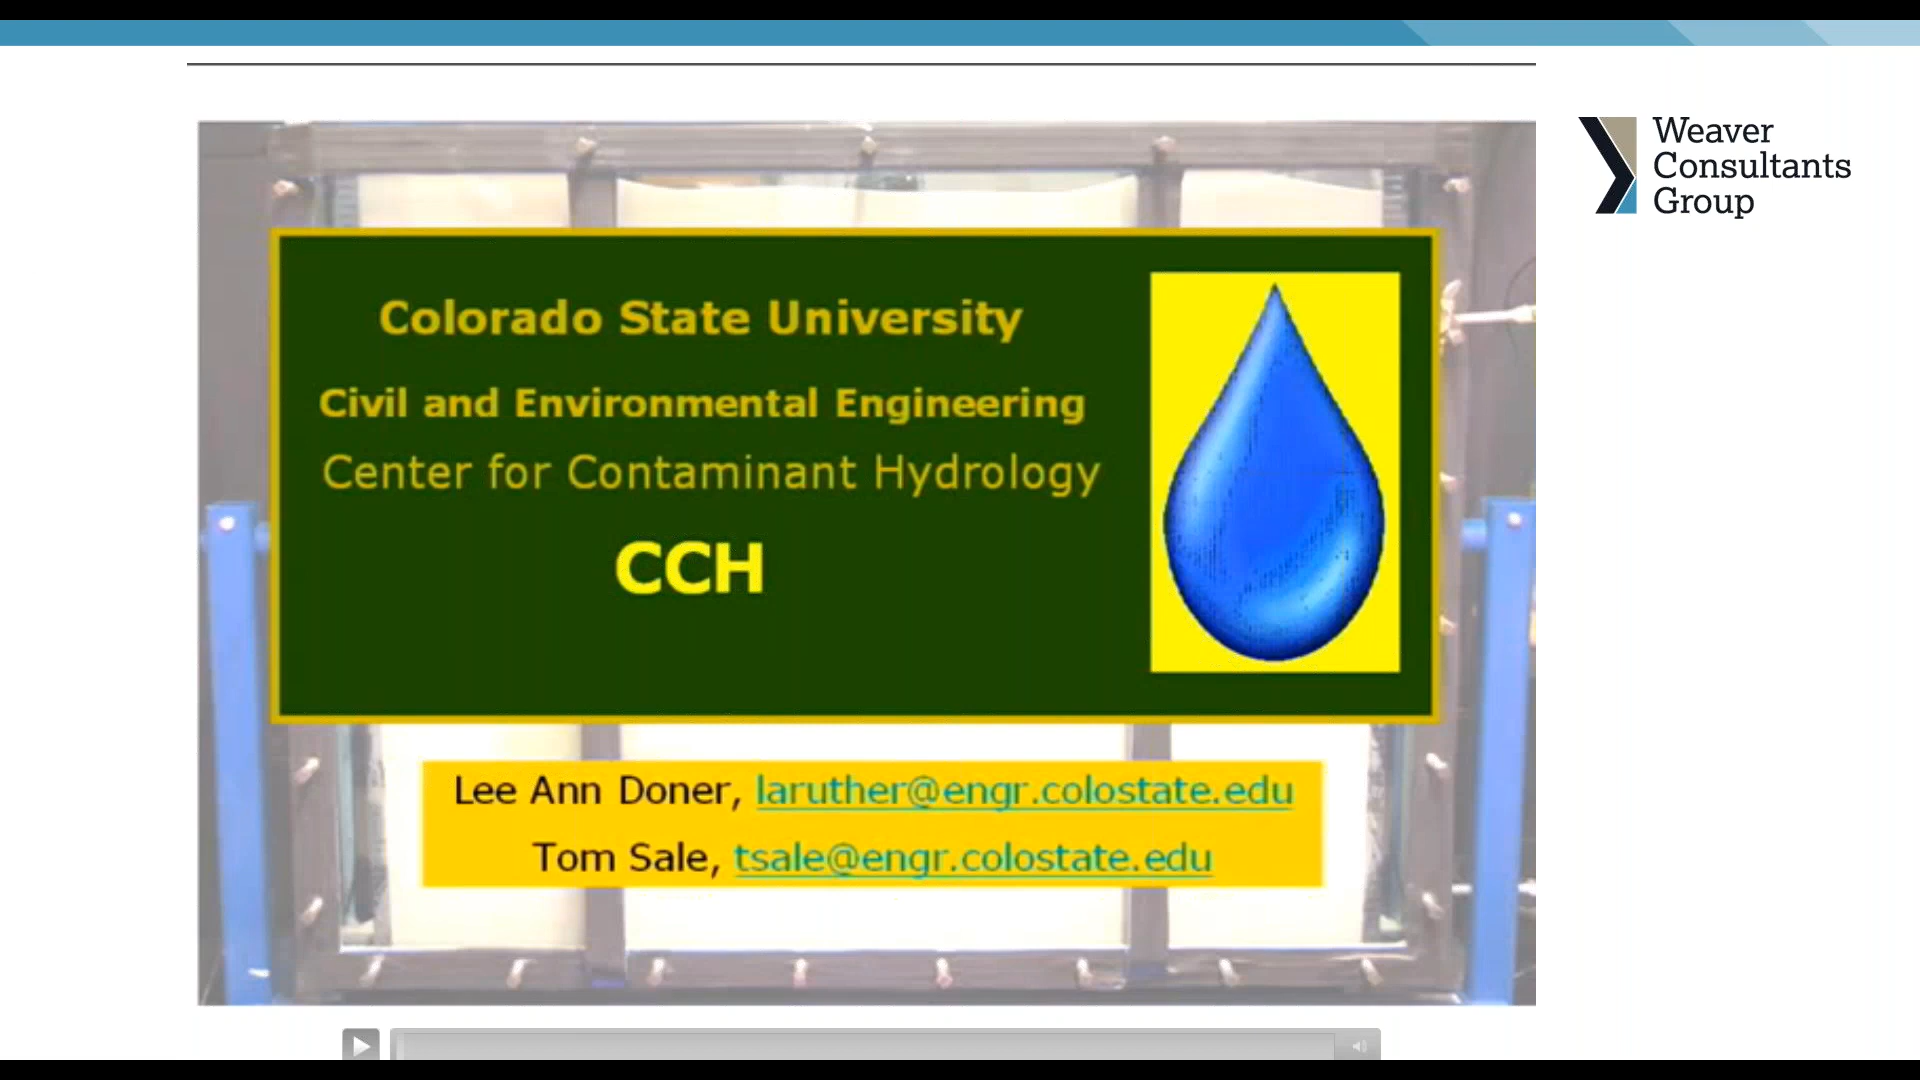 Weaver
Consultants
Group
Colorado State University
Civil and Environmental Engineering
Center for Contaminant Hydrology
CCH
Lee Ann Doner, laruther@engr.colostate.edu
Tom Sale, tsale@engr.colostate.edu